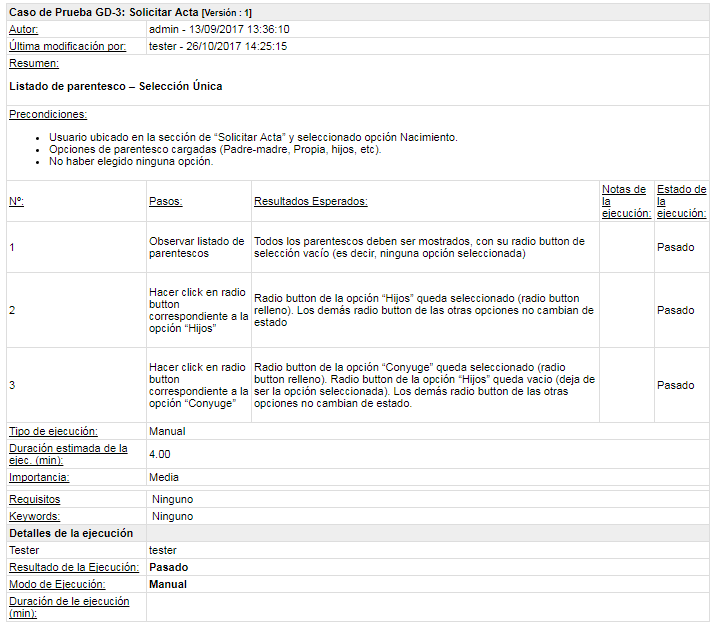 Caso de Prueba GD-3: Solicitar Acta [Versión : 1]
Autor: admin - 13/09/2017 13:36:10
Última modificación por: tester - 26/10/2017 14:25:15
Resumen:
Listado de parentesco – Selección Única
Precondiciones:
• Usuario ubicado en la sección de “Solicitar Acta” y seleccionado opción Nacimiento.
• Opciones de parentesco cargadas (Padre-madre, Propia, hijos, etc).
• No haber elegido ninguna opción.
Nº:
Pasos:
Resultados Esperados:
Notas de
la
ejecución:
Estado de
la
ejecución:
1
Observar listado de
parentescos
Todos los parentescos deben ser mostrados, con su radio button de
selección vacío (es decir, ninguna opción seleccionada)
Pasado
2
Hacer click en radio
button
correspondiente a la
opción “Hijos”
Radio button de la opción “Hijos” queda seleccionado (radio button
relleno). Los demás radio button de las otras opciones no cambian de
estado
Pasado
3
Hacer click en radio
button
correspondiente a la
opción “Conyuge”
Radio button de la opción “Conyuge” queda seleccionado (radio
button relleno). Radio button de la opción “Hijos” queda vacio (deja de
ser la opción seleccionada). Los demás radio button de las otras
opciones no cambian de estado.
Pasado
Tipo de ejecución: Manual
Duración estimada de la
ejec. (min): 4.00
Importancia: Media
Requisitos Ninguno
Keywords: Ninguno
Detalles de la ejecución
Tester tester
Resultado de la Ejecución: Pasado
Modo de Ejecución: Manual
Duración de le ejecución
(min):